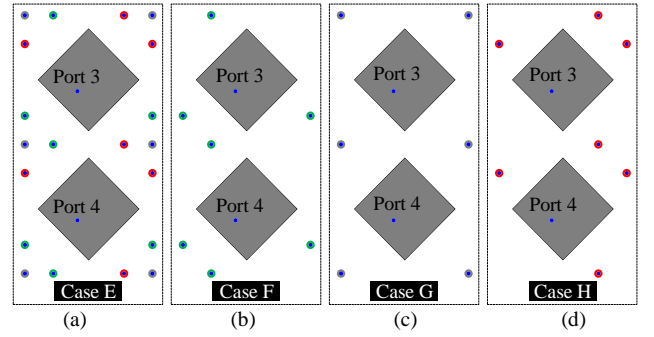 Port 3
Port 3
Port 3
Port 3
Port 4
Port 4
Port 4
Port 4
Case E
Case F
Case G
Case H
(a)
(b)
(c)
(d)